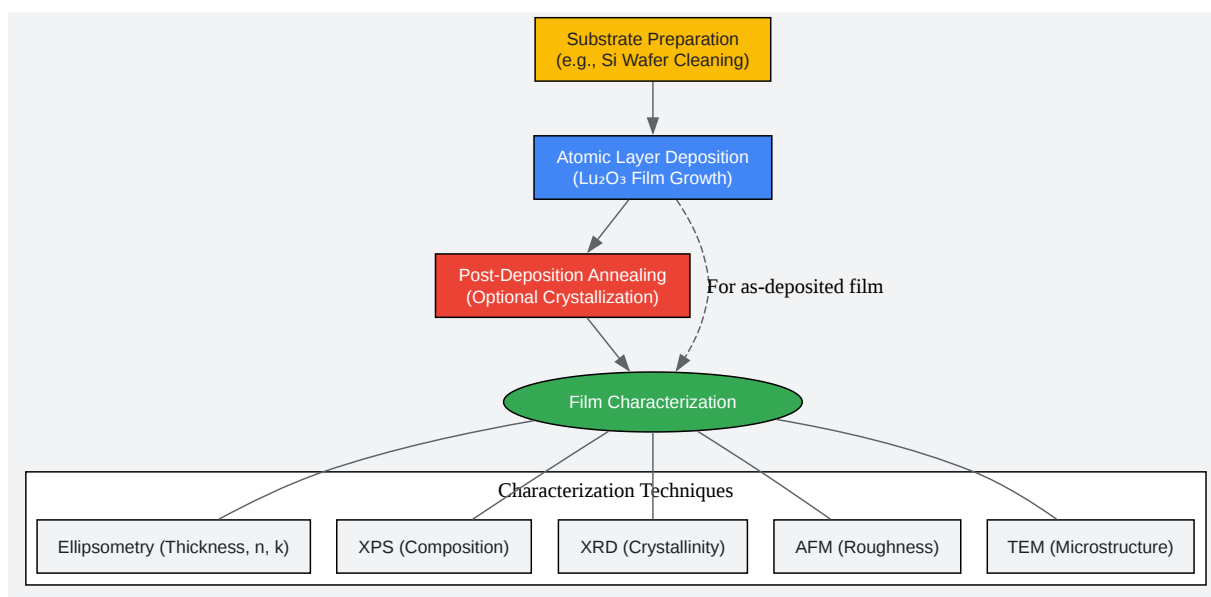 Substrate Preparation
(e.g., Si Wafer Cleaning)
Atomic Layer Deposition
(Lu₂O₃ Film Growth)
Post-Deposition Annealing
(Optional Crystallization)
For as-deposited film
Film Characterization
Characterization Techniques
Ellipsometry (Thickness, n, k)
XPS (Composition)
XRD (Crystallinity)
AFM (Roughness)
TEM (Microstructure)